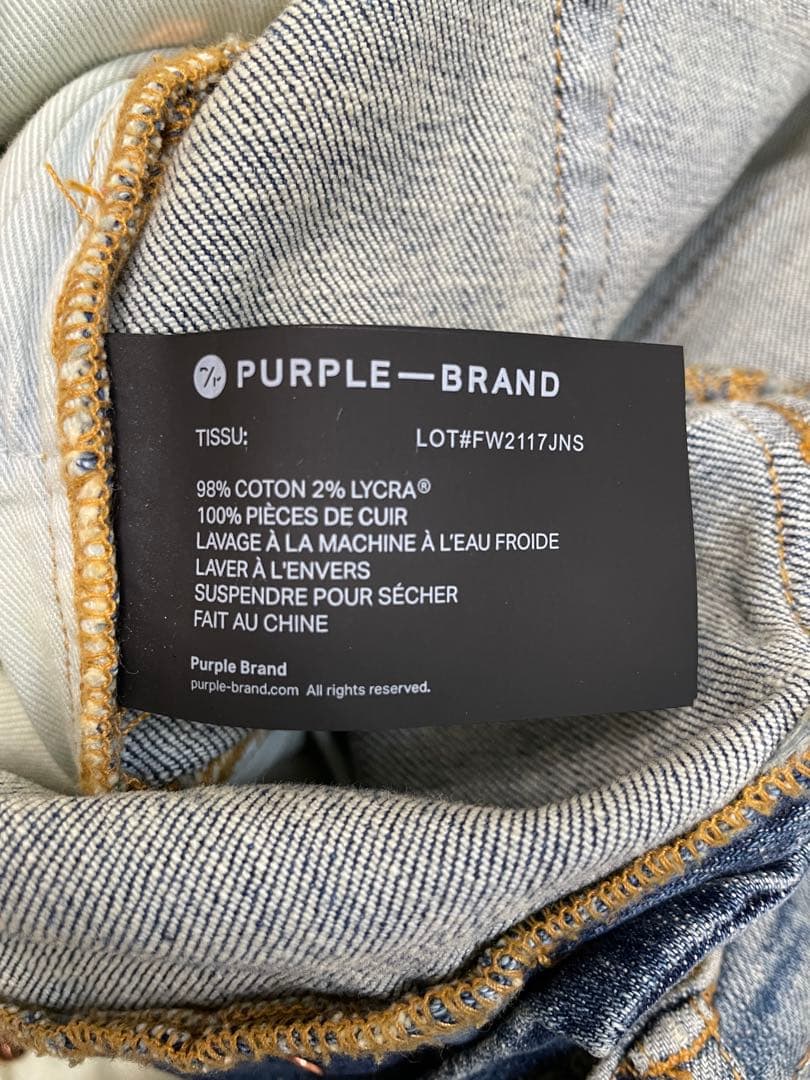 PURPLE—BRAND
TISSU: LOT#FW2117JNS
98% COTON 2% LYCRA®
100% PIÈCES DE CUIR
LAVAGE À LA MACHINE À L'EAU FROIDE
LAVER À L'ENVERS
SUSPENDRE POUR SÉCHER
FAIT AU CHINE
Purple Brand
purple-brand.com All rights reserved.